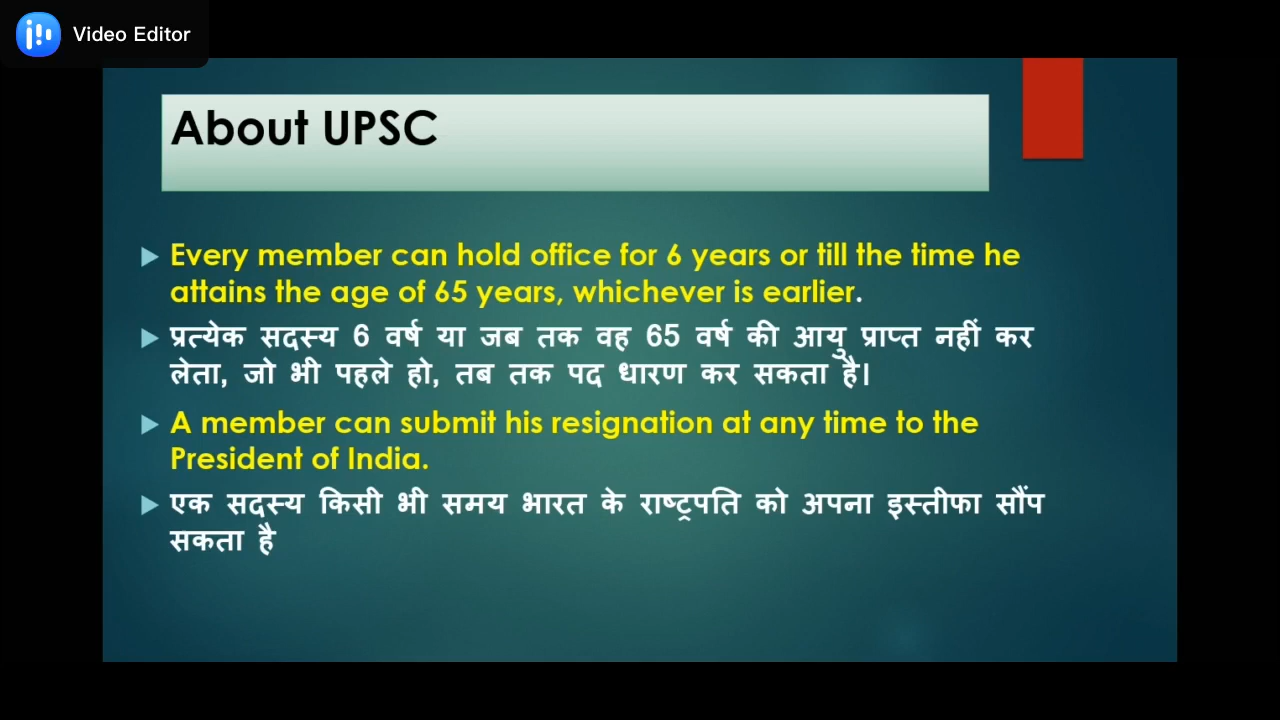 Video Editor
About UPSC
Every member can hold office for 6 years or till the time he
attains the age of 65 years, whichever is earlier.
प्रत्येक सदस्य 6 वर्ष या जब तक वह 65 वर्ष की आयु प्राप्त नहीं कर
लेता, जो भी पहले हो, तब तक पद धारण कर सकता है।
A member can submit his resignation at any time to the
President of India.
एक सदस्य किसी भी समय भारत के राष्ट्रपति को अपना इस्तीफा सौंप
सकता है